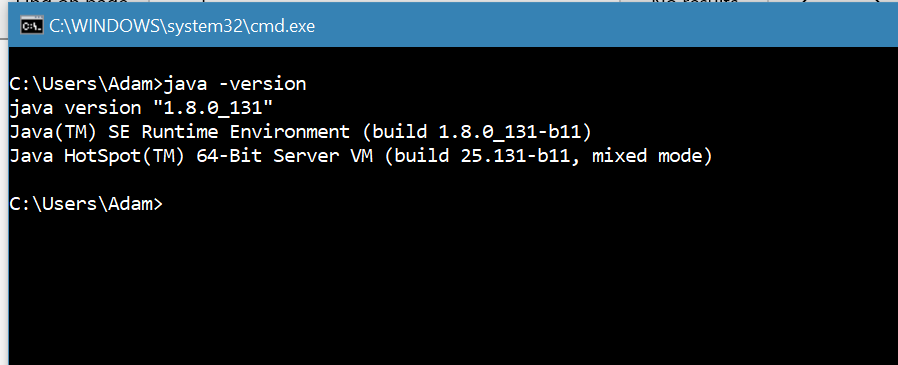 C:\WINDOWS\system32\cmd.exe
C:\Users\Adam>java -version
java version "1.8.0_131"
Java(TM) SE Runtime Environment (build 1.8.0_131-b11)
Java HotSpot(TM) 64-Bit Server VM (build 25.131-b11, mixed mode)
C:\Users\Adam>